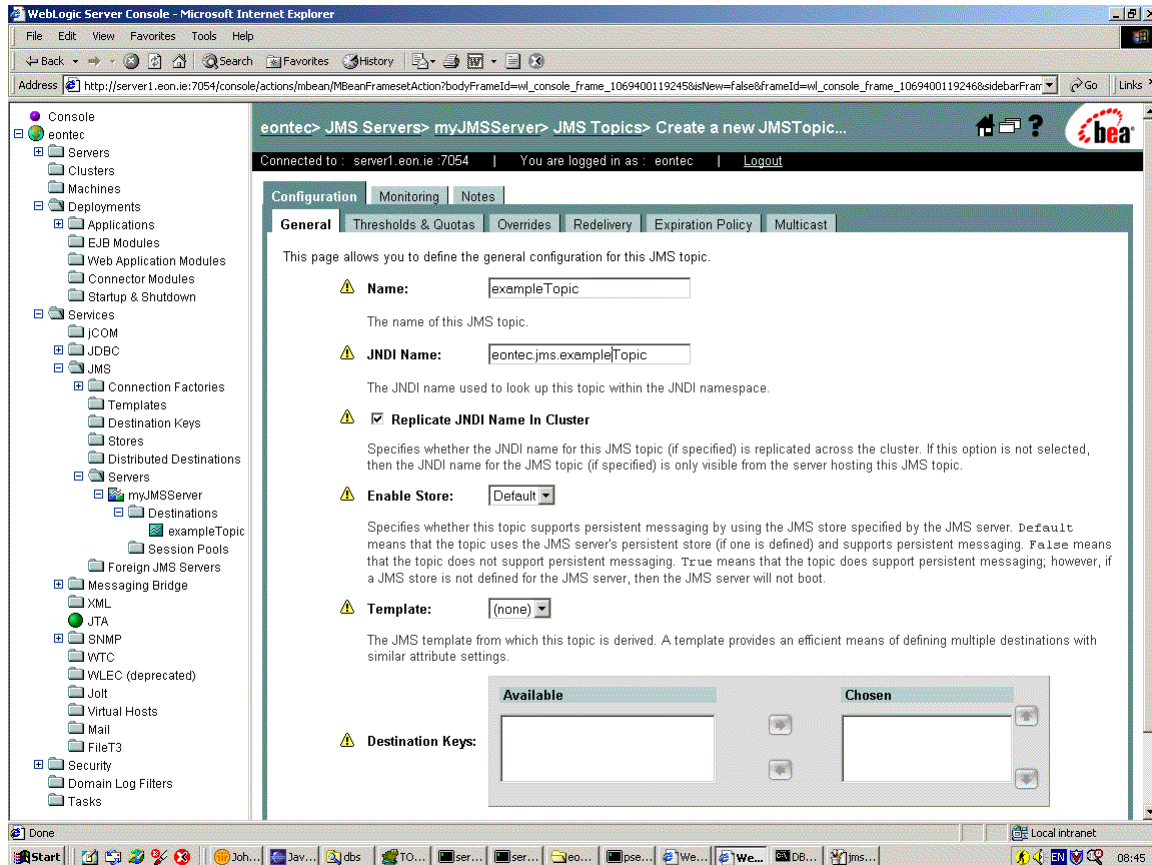 WebLogic Server Console - Microsoft Internet Explorer
File Edit View Favorites Tools Help
Back Search Favorites History
Address http://server1.eon.ie:7054/console/actions/mbean/MBeanFramesetAction?bodyFrameId=wl_console_frame_1069400119245&isNew=false&frameId=wl_console_frame_1069400119246&sidebarFram Go Links »
Console
eontec
Servers
Clusters
Machines
Deployments
Applications
EJB Modules
Web Application Modules
Connector Modules
Startup & Shutdown
Services
jCOM
JDBC
JMS
Connection Factories
Templates
Destination Keys
Stores
Distributed Destinations
Servers
myJMSServer
Destinations
exampleTopic
Session Pools
Foreign JMS Servers
Messaging Bridge
XML
JTA
SNMP
WTC
WLEC (deprecated)
Jolt
Virtual Hosts
Mail
FileT3
Security
Domain Log Filters
Tasks
eontec> JMS Servers> myJMSServer> JMS Topics> Create a new JMSTopic...
?
bea
Connected to : server1.eon.ie :7054 | You are logged in as : eontec | Logout
Configuration Monitoring Notes
General Thresholds & Quotas Overrides Redelivery Expiration Policy Multicast
This page allows you to define the general configuration for this JMS topic.
Name: exampleTopic
The name of this JMS topic.
JNDI Name: eontec.jms.exampleTopic
The JNDI name used to look up this topic within the JNDI namespace.
Replicate JNDI Name In Cluster
Specifies whether the JNDI name for this JMS topic (if specified) is replicated across the cluster. If this option is not selected,
then the JNDI name for the JMS topic (if specified) is only visible from the server hosting this JMS topic.
Enable Store: Default
Specifies whether this topic supports persistent messaging by using the JMS store specified by the JMS server. Default
means that the topic uses the JMS server's persistent store (if one is defined) and supports persistent messaging. False means
that the topic does not support persistent messaging. True means that the topic does support persistent messaging; however, if
a JMS store is not defined for the JMS server, then the JMS server will not boot.
Template: (none)
The JMS template from which this topic is derived. A template provides an efficient means of defining multiple destinations with
similar attribute settings.
Available Chosen
Destination Keys:
Done Local intranet
Start Joh... Jav... dbs TO... ser... ser... eo... pse... We... We... DB... jms... EN 08:45